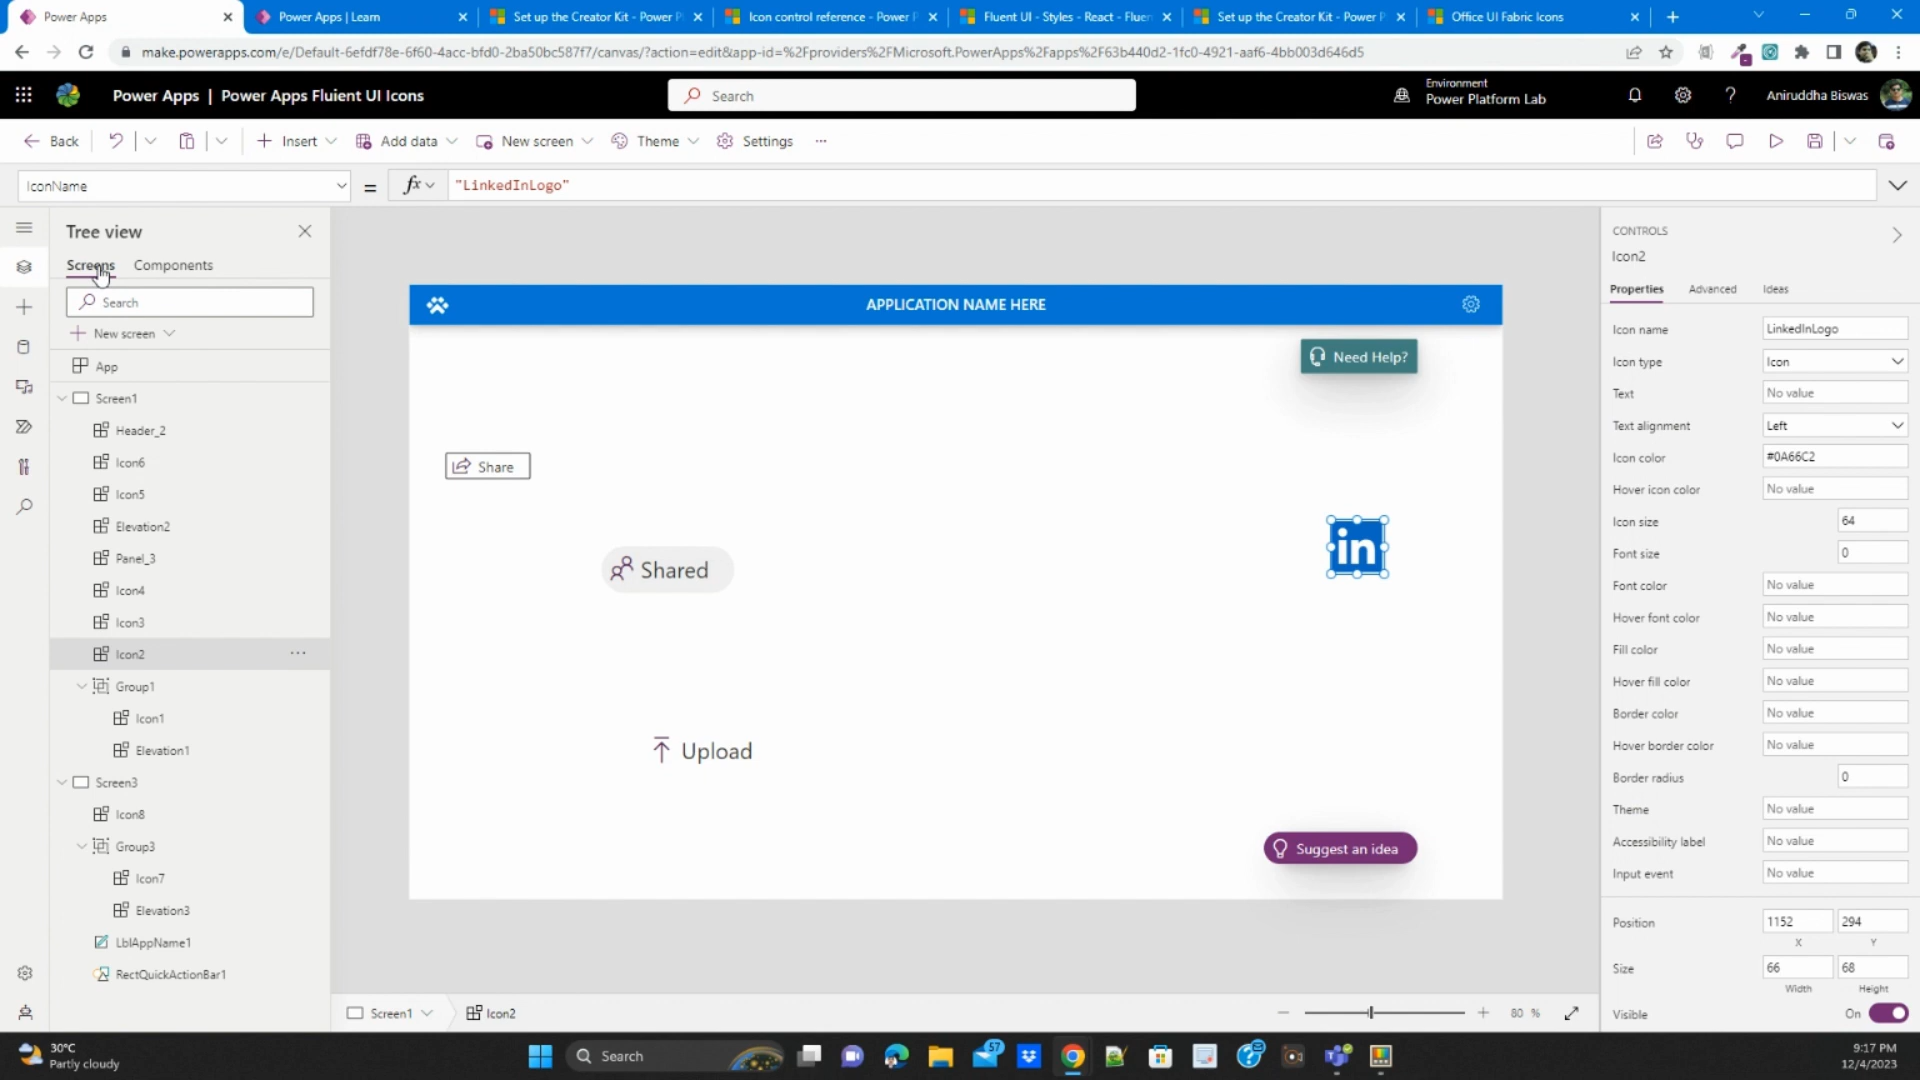 Power Apps
Power Apps | Learn
Set up the Creator Kit - Power P
Icon control reference - Power P
Fluent UI - Styles - React - Fluen
Set up the Creator Kit - Power P
Office UI Fabric Icons
make.powerapps.com/e/Default-6efdf78e-6f60-4acc-bfd0-2ba50bc587f7/canvas/?action=edit&app-id=%2Fproviders%2FMicrosoft.PowerApps%2Fapps%2F63b440d2-1fc0-4921-aaf6-4bb003d646d5
Power Apps | Power Apps Fluient UI Icons
Search
Environment
Power Platform Lab
Aniruddha Biswas
Back
Insert
Add data
New screen
Theme
Settings
IconName
=
fx
"LinkedInLogo"
Tree view
Screens
Components
Search
New screen
App
Screen1
Header_2
Icon6
Icon5
Elevation2
Panel_3
Icon4
Icon3
Icon2
Group1
Icon1
Elevation1
Screen3
Icon8
Group3
Icon7
Elevation3
LblAppName1
RectQuickActionBar1
APPLICATION NAME HERE
Need Help?
Share
in
Shared
Upload
Suggest an idea
Screen1
Icon2
80 %
CONTROLS
Icon2
Properties
Advanced
Ideas
Icon name
LinkedInLogo
Icon type
Icon
Text
No value
Text alignment
Left
Icon color
#0A66C2
Hover icon color
No value
Icon size
64
Font size
0
Font color
No value
Hover font color
No value
Fill color
No value
Hover fill color
No value
Border color
No value
Hover border color
No value
Border radius
0
Theme
No value
Accessibility label
No value
Input event
No value
Position
1152
294
X
Y
Size
66
68
Width
Height
Visible
On
30°C
Partly cloudy
Search
57
9:17 PM
12/4/2023